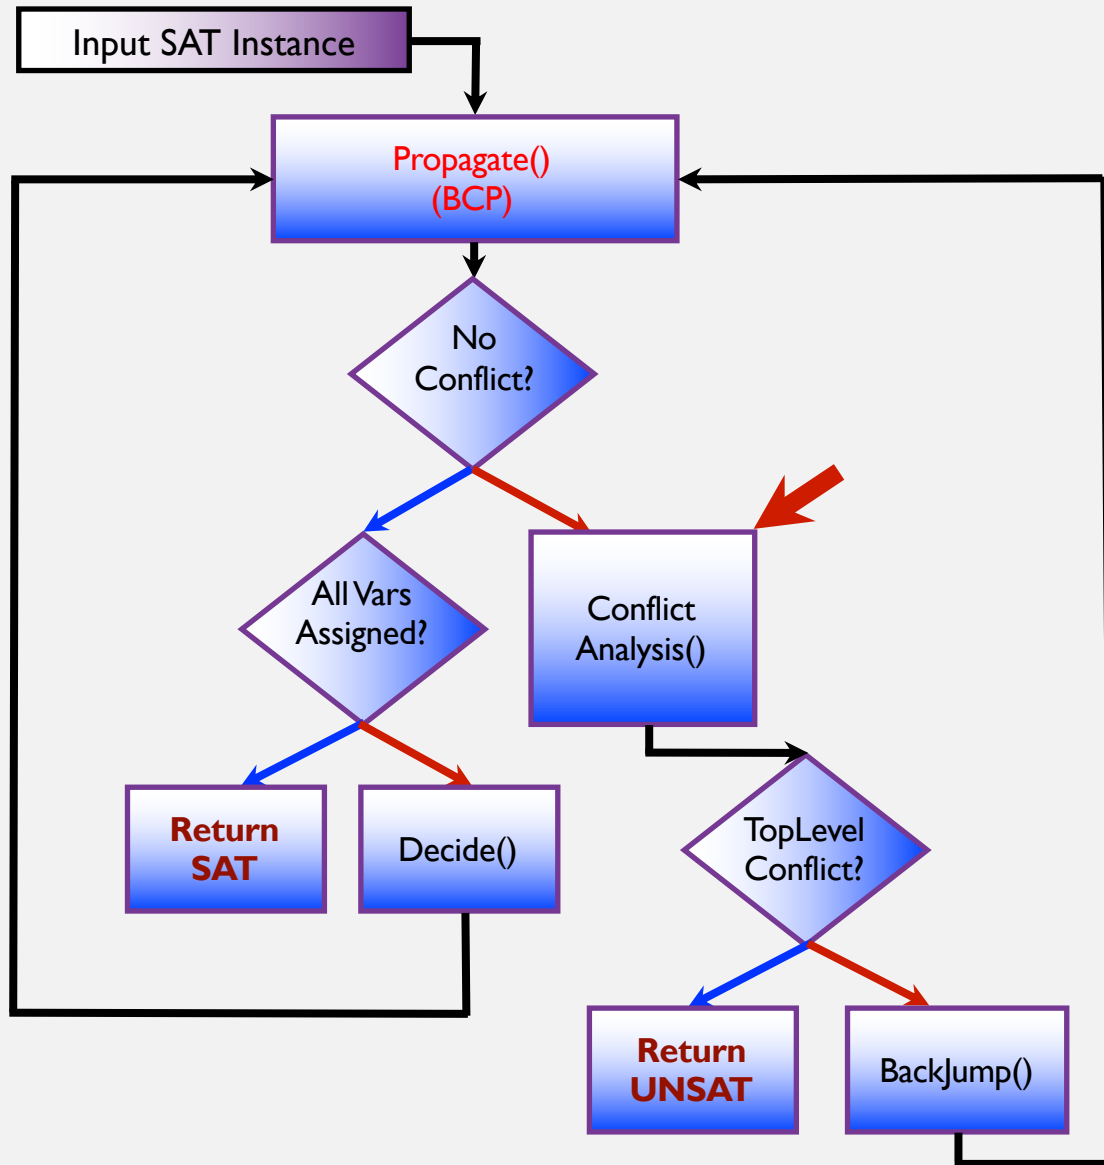 Input SAT Instance
Propagate()
(BCP)
No
Conflict?
All Vars
Assigned?
Conflict
Analysis()
Return
SAT
Decide()
TopLevel
Conflict?
Return
UNSAT
BackJump()